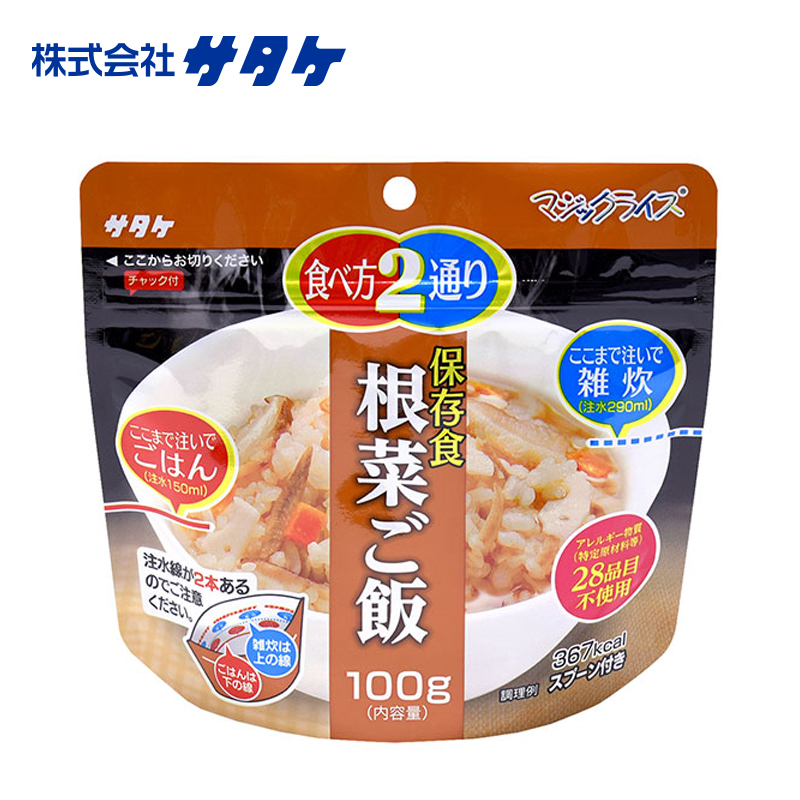 株式会社サタケ
サタケ
マジックライス®
◀ ここからお切りください
チャック付
食べ方2通り
保存食
根菜ご飯
100g
(内容量)
ここまで注いで
雑炊
(注水290ml)
ここまで注いで
ごはん
(注水150ml)
アレルギー物質
(特定原材料等)
28品目
不使用
注水線が2本ある
のでご注意
ください。
雑炊は
上の線
ごはんは
下の線
367kcal
スプーン付き
調理例